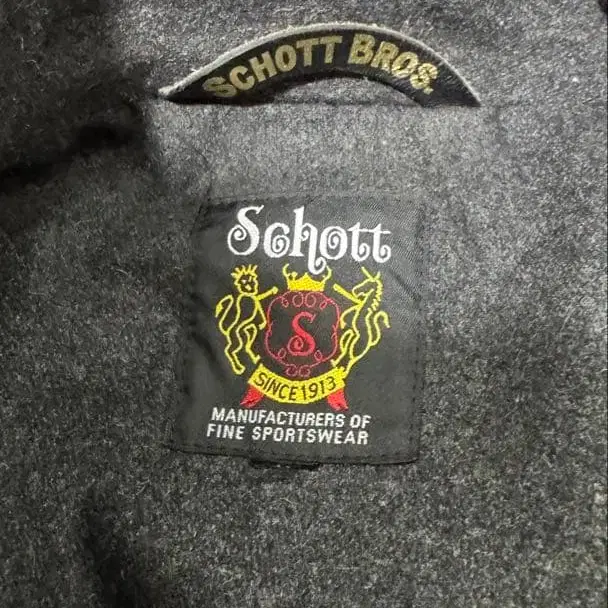 SCHOTT BROS.
Schott
S
SINCE 1913
MANUFACTURERS OF
FINE SPORTSWEAR